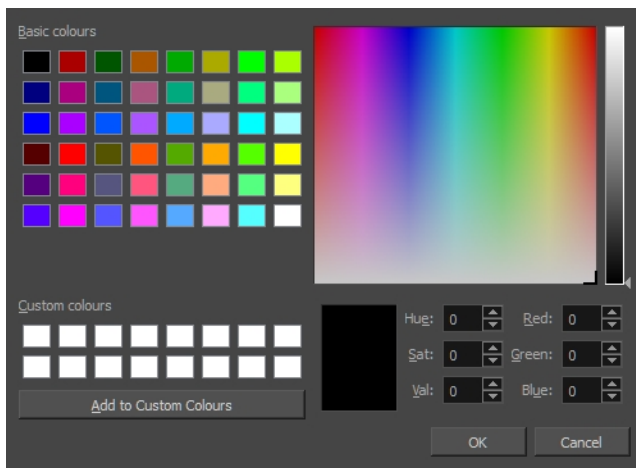 Basic colours
Custom colours
Add to Custom Colours
Hue: 0 Red: 0
Sat: 0 Green: 0
Val: 0 Blue: 0
OK Cancel